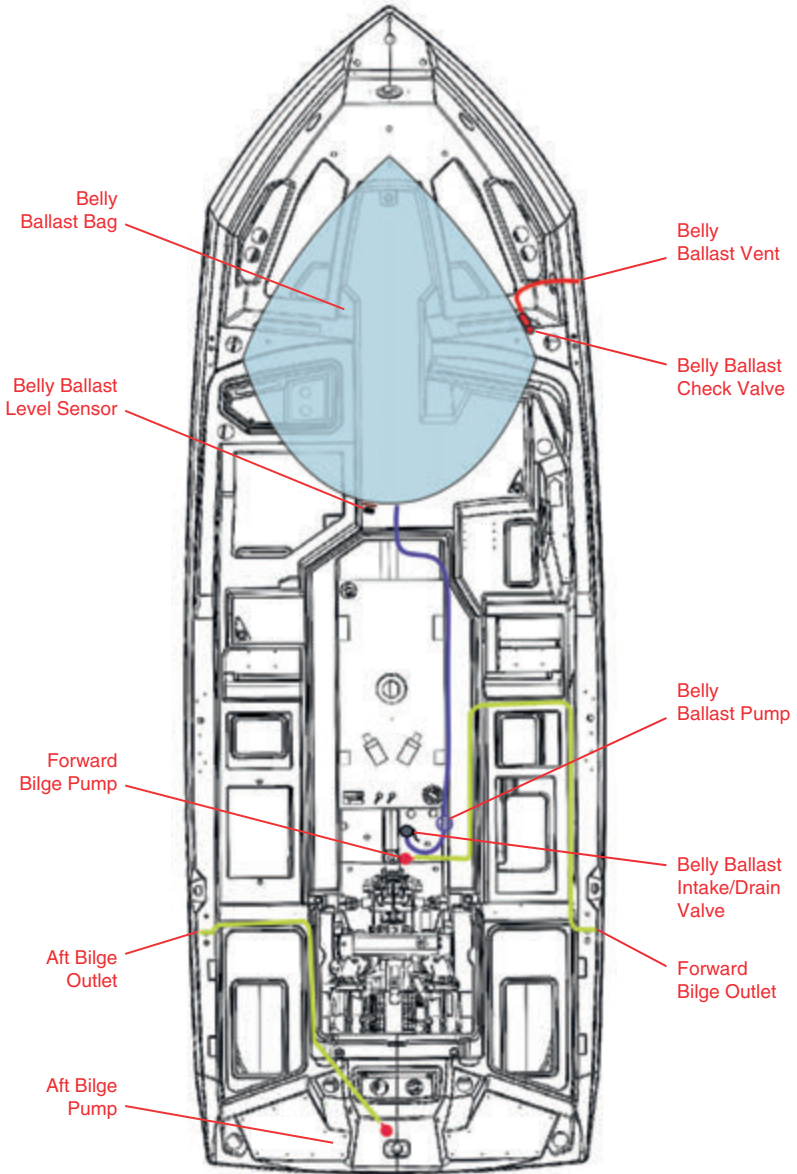 Belly
Ballast Bag
Belly
Ballast Vent
Belly Ballast
Check Valve
Belly Ballast
Level Sensor
Belly
Ballast Pump
Forward
Bilge Pump
Belly Ballast
Intake/Drain
Valve
Aft Bilge
Outlet
Forward
Bilge Outlet
Aft Bilge
Pump